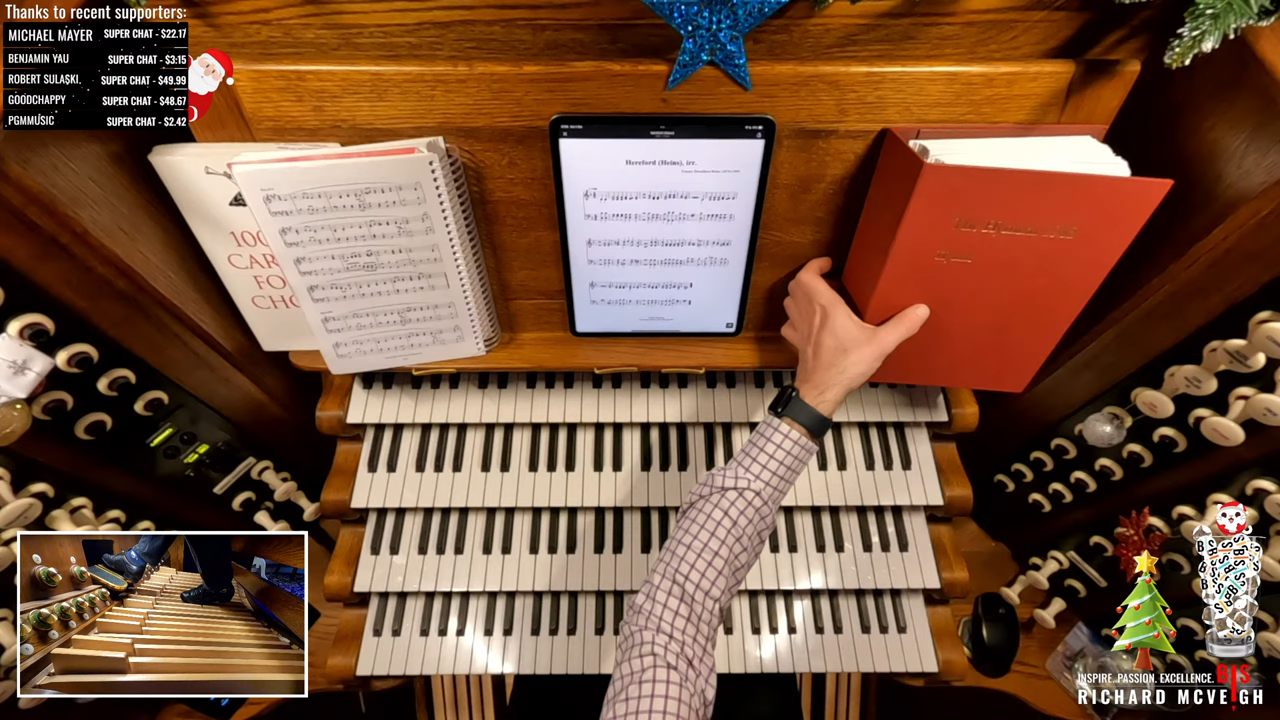 Thanks to recent supporters:
MICHAEL MAYER SUPER CHAT - $22.17
BENJAMIN YAU SUPER CHAT - $3.15
ROBERT SULASKI SUPER CHAT - $49.99
GOODCHAPPY SUPER CHAT - $48.67
PGMMUSIC SUPER CHAT - $2.42
Hereford (Heins), irr.
100
CAR
FO
CHO
INSPIRE. PASSION. EXCELLENCE.
BIS
RICHARD MCVEIGH